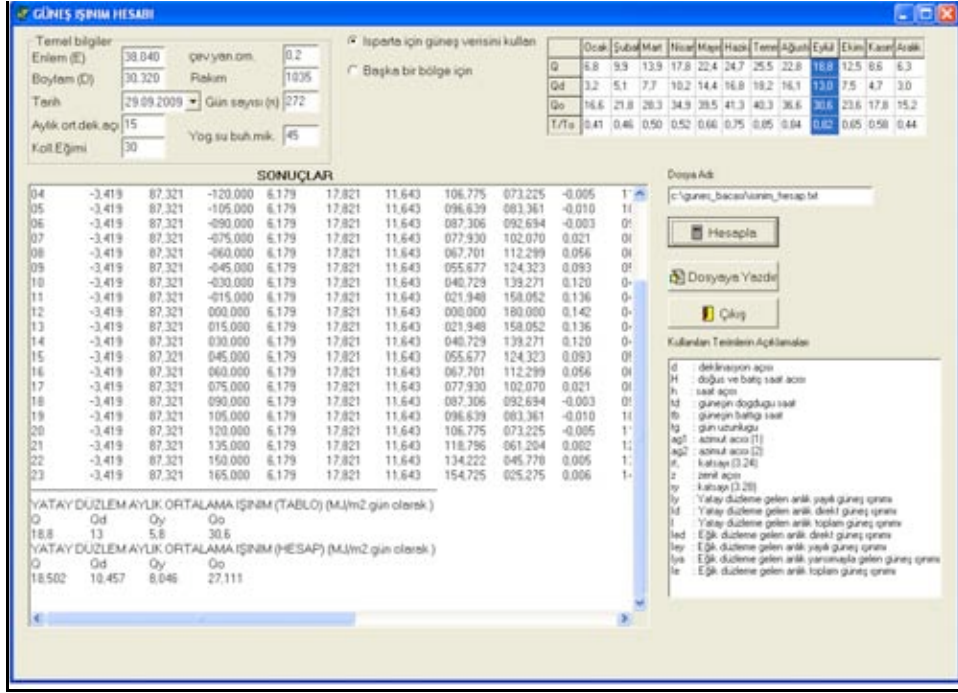 GÜNEŞ IŞINIM HESABI
Temel bilgiler
Enlem (E) 38.040 çev.yan.om. 0.2
Boylam (D) 30.320 Rakım 1035
Tarih 29.09.2009 Gün sayısı (n) 272
Aylık ort.dek.açı 15 Yog.su buh.mik. 45
Koll.Eğimi 30
Isparta için güneş verisini kullan
Başka bir bölge için
Ocak Şubat Mart Nisar Mayıs Hazir Temm Ağust Eylül Ekim Kasım Aralık
Q 6,8 9,9 13,9 17,8 22,4 24,7 25,5 22,8 18,8 12,5 8,6 6,3
Qd 3,2 5,1 7,7 10,2 14,4 16,8 18,2 16,1 13,0 7,5 4,7 3,0
Qo 16,6 21,8 28,3 34,9 39,5 41,3 40,3 36,6 30,6 23,6 17,8 15,2
T/To 0,41 0,46 0,50 0,52 0,66 0,75 0,85 0,84 0,82 0,65 0,58 0,44
SONUÇLAR
04 -3,419 87,321 -120,000 6,179 17,821 11,643 106,775 073,225 -0,005
05 -3,419 87,321 -105,000 6,179 17,821 11,643 096,639 083,361 -0,010
06 -3,419 87,321 -090,000 6,179 17,821 11,643 087,306 092,694 -0,003
07 -3,419 87,321 -075,000 6,179 17,821 11,643 077,930 102,070 0,021
08 -3,419 87,321 -060,000 6,179 17,821 11,643 067,701 112,299 0,056
09 -3,419 87,321 -045,000 6,179 17,821 11,643 055,677 124,323 0,093
10 -3,419 87,321 -030,000 6,179 17,821 11,643 040,729 139,271 0,120
11 -3,419 87,321 -015,000 6,179 17,821 11,643 021,948 158,052 0,136
12 -3,419 87,321 000,000 6,179 17,821 11,643 000,000 180,000 0,142
13 -3,419 87,321 015,000 6,179 17,821 11,643 021,948 158,052 0,136
14 -3,419 87,321 030,000 6,179 17,821 11,643 040,729 139,271 0,120
15 -3,419 87,321 045,000 6,179 17,821 11,643 055,677 124,323 0,093
16 -3,419 87,321 060,000 6,179 17,821 11,643 067,701 112,299 0,056
17 -3,419 87,321 075,000 6,179 17,821 11,643 077,930 102,070 0,021
18 -3,419 87,321 090,000 6,179 17,821 11,643 087,306 092,694 -0,003
19 -3,419 87,321 105,000 6,179 17,821 11,643 096,639 083,361 -0,010
20 -3,419 87,321 120,000 6,179 17,821 11,643 106,775 073,225 -0,005
21 -3,419 87,321 135,000 6,179 17,821 11,643 118,796 061,204 0,002
22 -3,419 87,321 150,000 6,179 17,821 11,643 134,222 045,778 0,005
23 -3,419 87,321 165,000 6,179 17,821 11,643 154,725 025,275 0,006
YATAY DÜZLEM AYLIK ORTALAMA IŞINIM (TABLO) (MJ/m2.gün olarak )
Q Qd Qy Qo
18,8 13 5,8 30,6
YATAY DÜZLEM AYLIK ORTALAMA IŞINIM (HESAP) (MJ/m2.gün olarak )
Q Qd Qy Qo
18,502 10,457 8,046 27,111
Dosya Adı:
c:\gunes_bacasi\isinim_hesap.txt
Hesapla
Dosyaya Yazdır
Çıkış
Kullanılan Terimlerin Açıklamaları
d : deklinasyon açısı
H : doğus ve batış saat acısı
h : saat açısı
td : güneşin dogdugu saat
tb : güneşin battıgı saat
tg : gün uzunlugu
ag1 : azimut acısı (1)
ag2 : azimut acısı (2)
: katsayı (3.24)
z : zenit açısı
: katsayı (3.28)
Iy : Yatay düzleme gelen anlık yayılı güneş ışınımı
Id : Yatay düzleme gelen anlık direkt güneş ışınımı
I : Yatay düzleme gelen anlık toplam güneş ışınımı
Ied : Eğik düzleme gelen anlık direkt güneş ışınımı
Iey : Eğik düzleme gelen anlık yayılı güneş ışınımı
Iya : Eğik düzleme gelen anlık yansımayla gelen güneş ışınımı
Ie : Eğik düzleme gelen anlık toplam güneş ışınımı